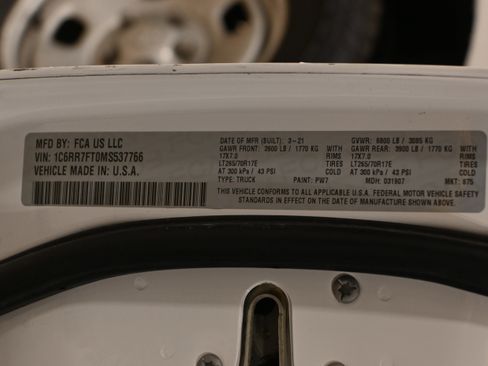 MFD BY: FCA US LLC
VIN: 1C6RR7FT0MS537766
VEHICLE MADE IN: U.S.A.
DATE OF MFR (BUILT): 3-21 GVWR: 6800 LB / 3085 KG
GAWR FRONT: 3900 LB / 1770 KG WITH GAWR REAR: 3900 LB / 1770 KG WITH
17X7.0 RIMS 17X7.0 RIMS
LT265/70R17E TIRES LT265/70R17E TIRES
AT 300 kPa / 43 PSI COLD AT 300 kPa / 43 PSI COLD
TYPE: TRUCK PAINT: PW7 MDH: 031907 MKT: 875
THIS VEHICLE CONFORMS TO ALL APPLICABLE U.S.A. FEDERAL MOTOR VEHICLE SAFETY
STANDARDS IN EFFECT ON THE DATE OF MANUFACTURE SHOWN ABOVE.